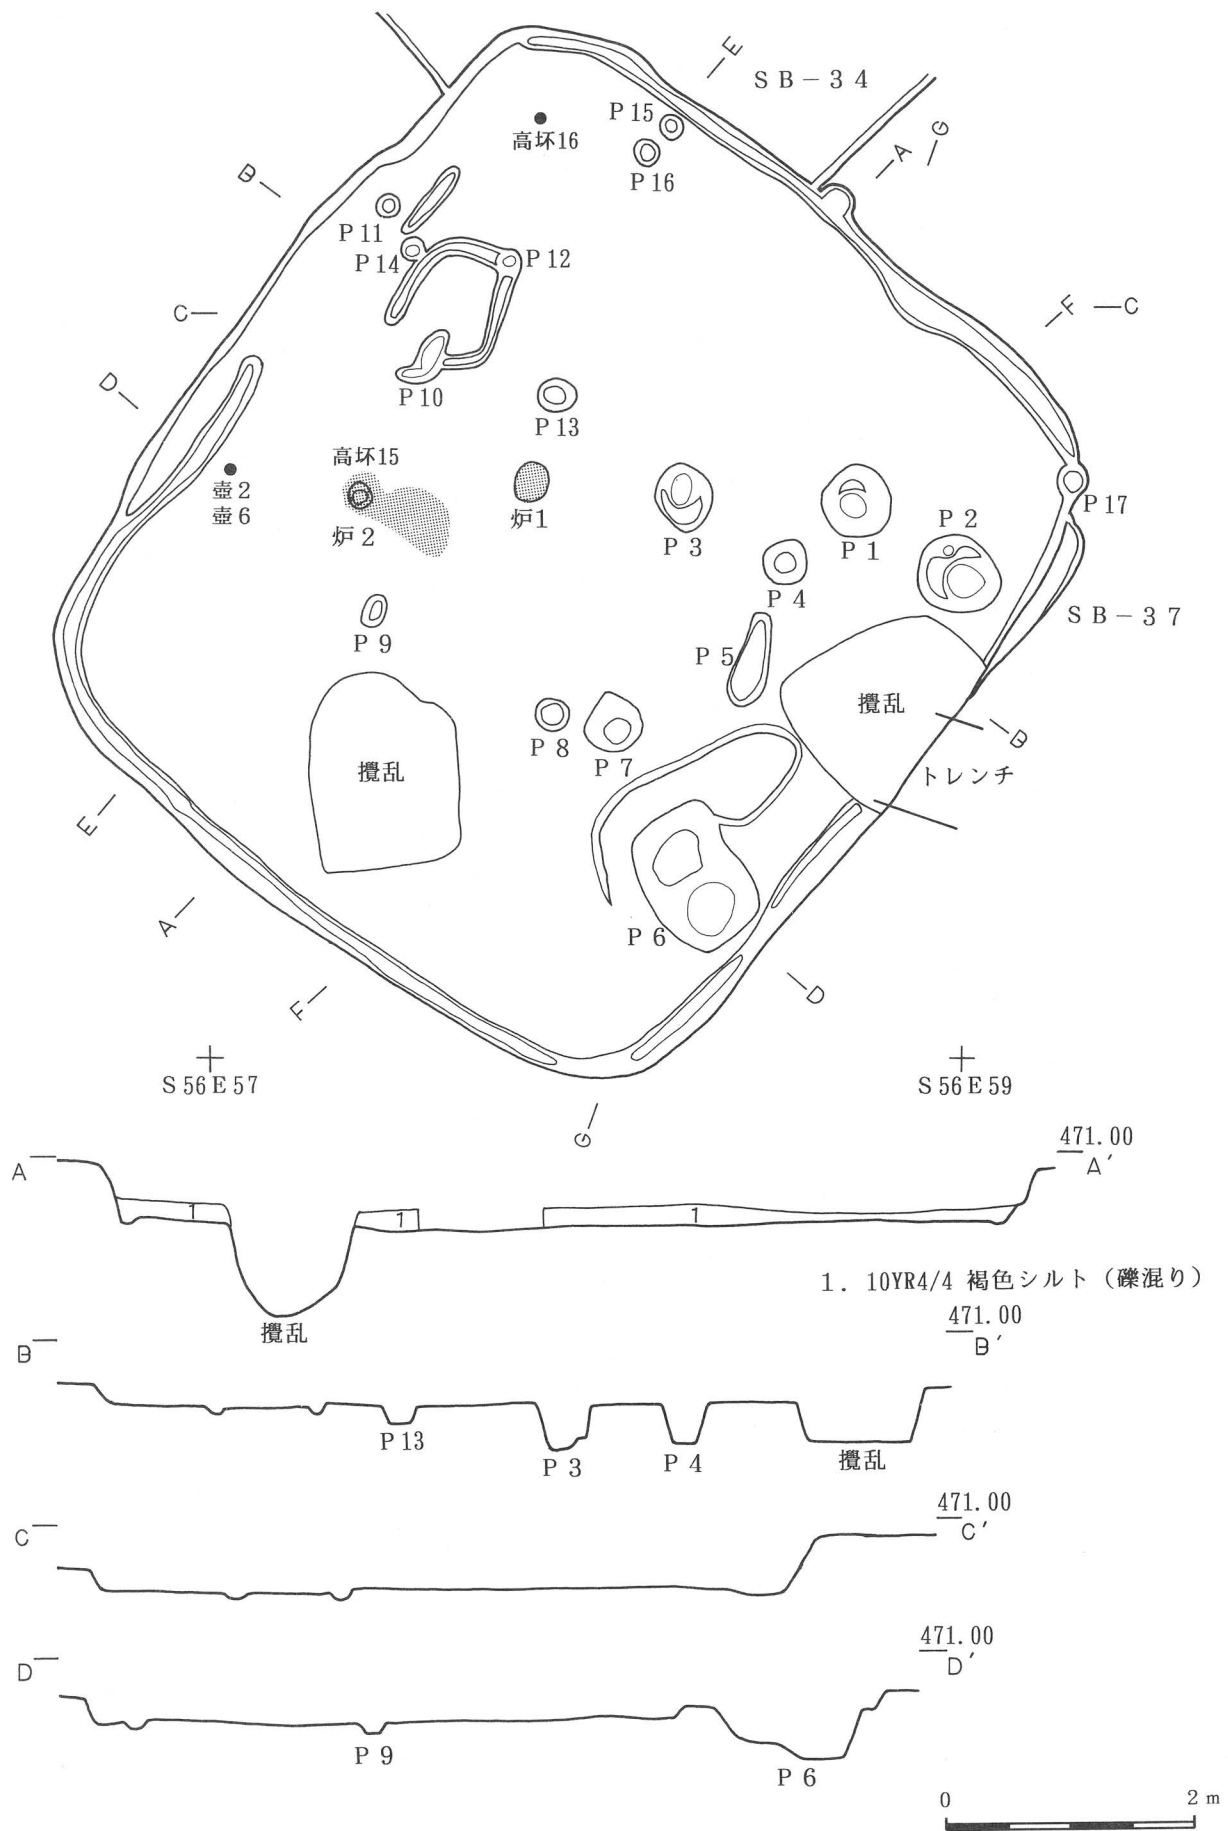 E
SB-34
P15
高坏16
A
G
P16
B
P11
P14
P12
C
F
C
D
P10
P13
高坏15
壺2
壺6
炉1
炉2
P3
P1
P17
P2
P4
SB-37
P9
P5
攪乱
B
P8
P7
攪乱
トレンチ
E
A
P6
F
D
S56E57
S56E59
G
471.00
A
A′
1
1
1
1. 10YR4/4 褐色シルト（礫混り）
攪乱
471.00
B
B′
P13
P3
P4
攪乱
471.00
C
C′
471.00
D
D′
P9
P6
0
2m